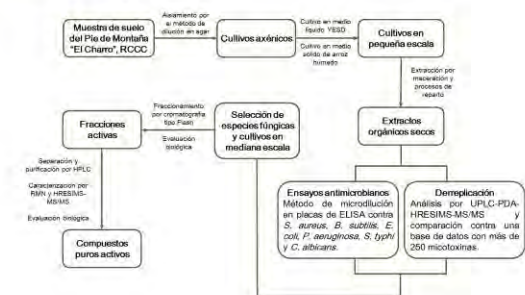 Muestra de suelo
del Pie de Montaña
"El Charro", RCCC
Aislamiento por
el método de
dilución en agar
Cultivos axénicos
Cultivo en medio
líquido YESD
Cultivo en medio
sólido de arroz
húmedo
Cultivos en
pequeña escala
Extracción por
maceración y
procesos de
reparto
Extractos
orgánicos secos
Ensayos antimicrobianos
Método de microdilución
en placas de ELISA contra
S. aureus, B. subtilis, E.
coli, P. aeruginosa, S. typhi
y C. albicans.
Dereplicación
Análisis por UPLC-PDA-
HRESIMS-MS/MS y
comparación contra una
base de datos con más de
250 micotoxinas.
Selección de
especies fúngicas
y cultivos en
mediana escala
Fraccionamiento
por cromatografía
tipo Flash
Evaluación
biológica
Fracciones
activas
Separación y
purificación por HPLC
Caracterización por
RMN y HRESIMS-
MS/MS
Evaluación biológica
Compuestos
puros activos